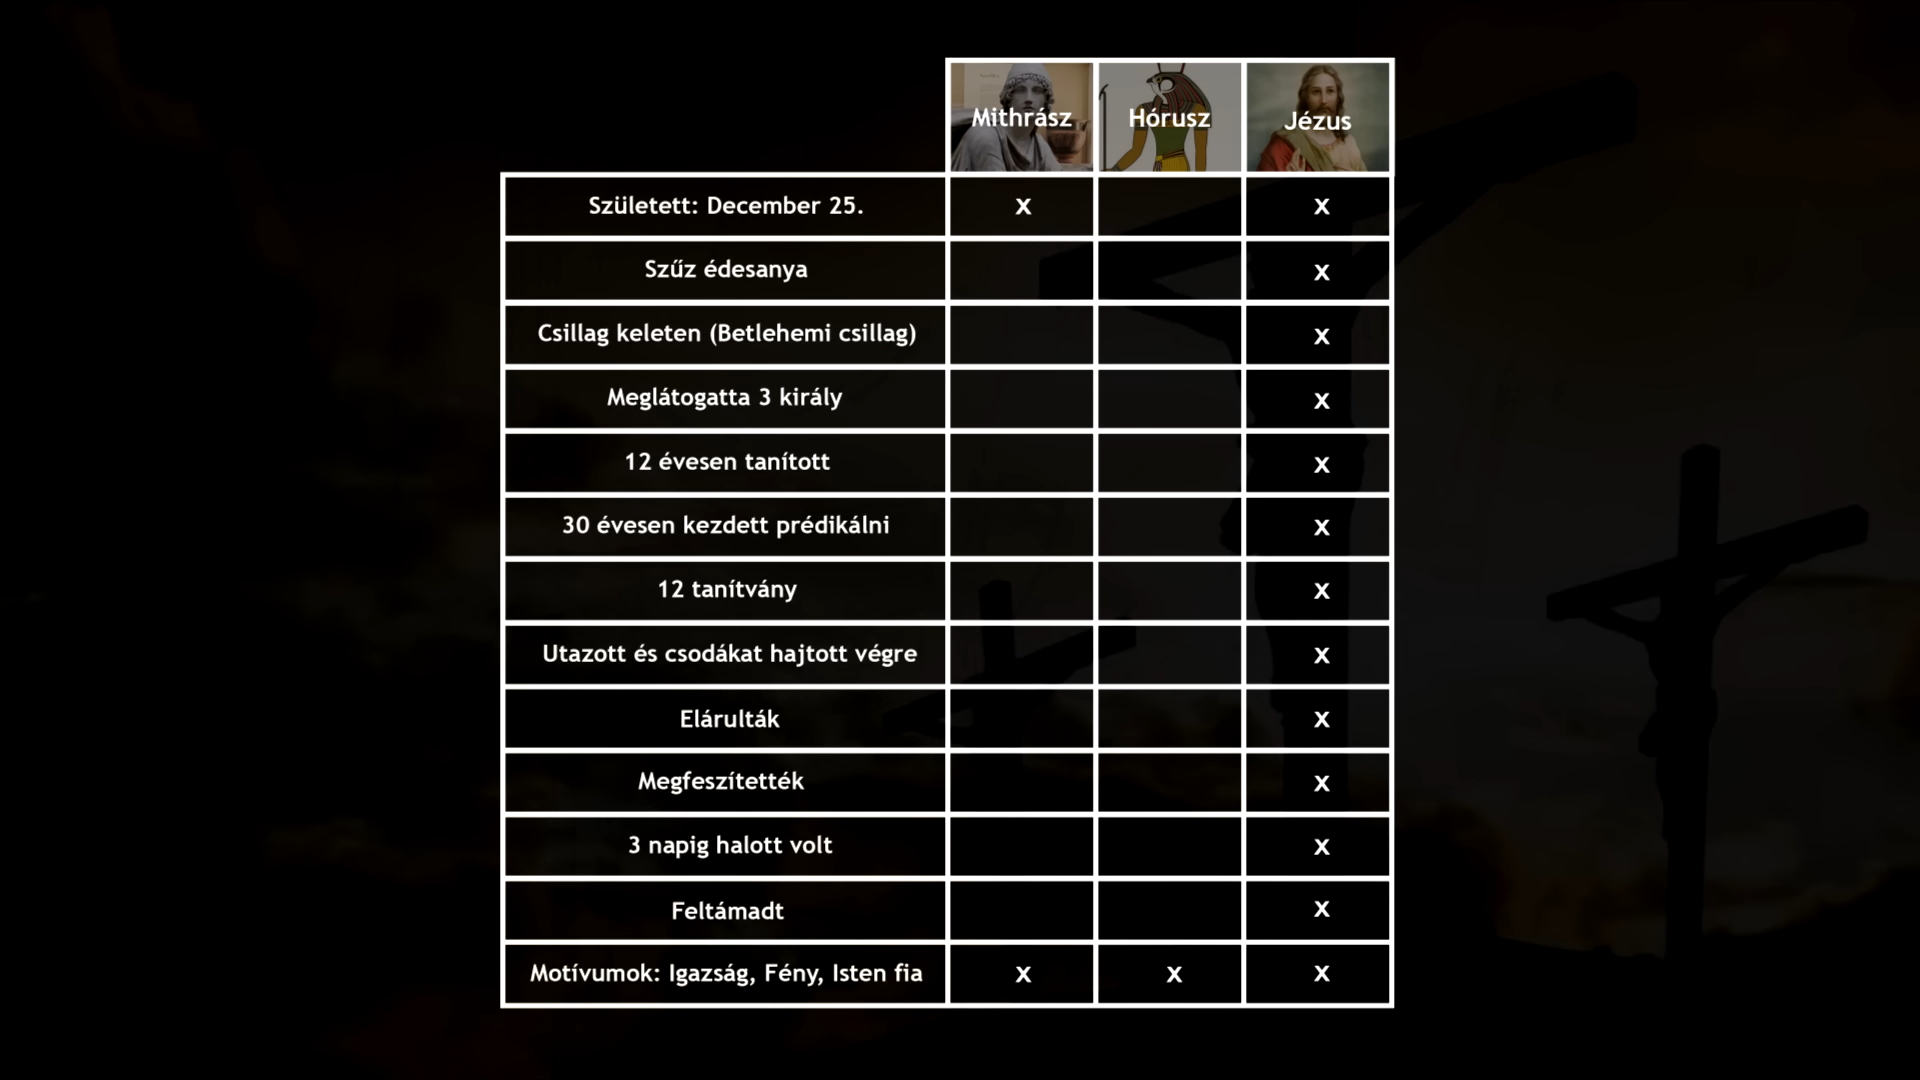 Mithrász Hórusz Jézus
Született: December 25. x x
Szűz édesanya x
Csillag keleten (Betlehemi csillag) x
Meglátogatta 3 király x
12 évesen tanított x
30 évesen kezdett prédikálni x
12 tanítvány x
Utazott és csodákat hajtott végre x
Elárulták x
Megfeszítették x
3 napig halott volt x
Feltámadt x
Motívumok: Igazság, Fény, Isten fia x x x